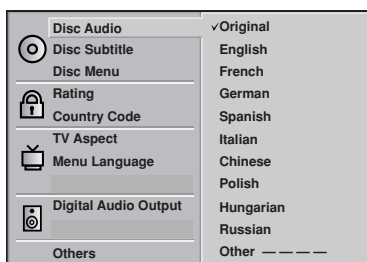 Disc Audio
Disc Subtitle
Disc Menu
Rating
Country Code
TV Aspect
Menu Language
Digital Audio Output
Others
✓Original
English
French
German
Spanish
Italian
Chinese
Polish
Hungarian
Russian
Other — — — —